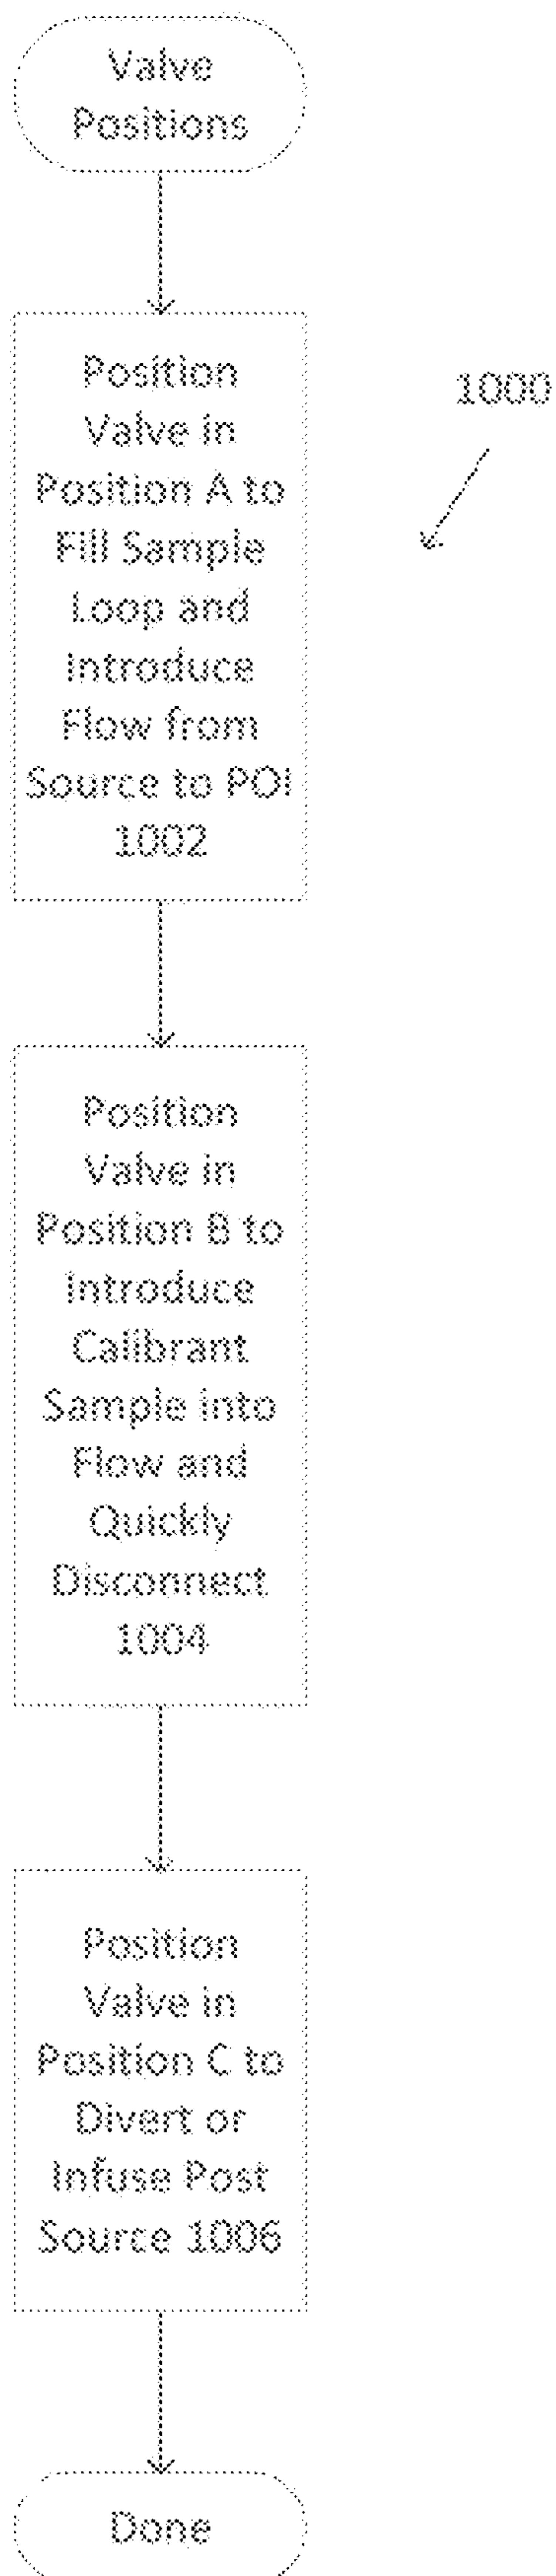 Valve
Positions
Position
Valve in
Position A to
Fill Sample
Loop and
Introduce
Flow from
Source to POI
1002
1000
Position
Valve in
Position B to
Introduce
Calibrant
Sample into
Flow and
Quickly
Disconnect
1004
Position
Valve in
Position C to
Divert or
Infuse Post
Source 1006
Done